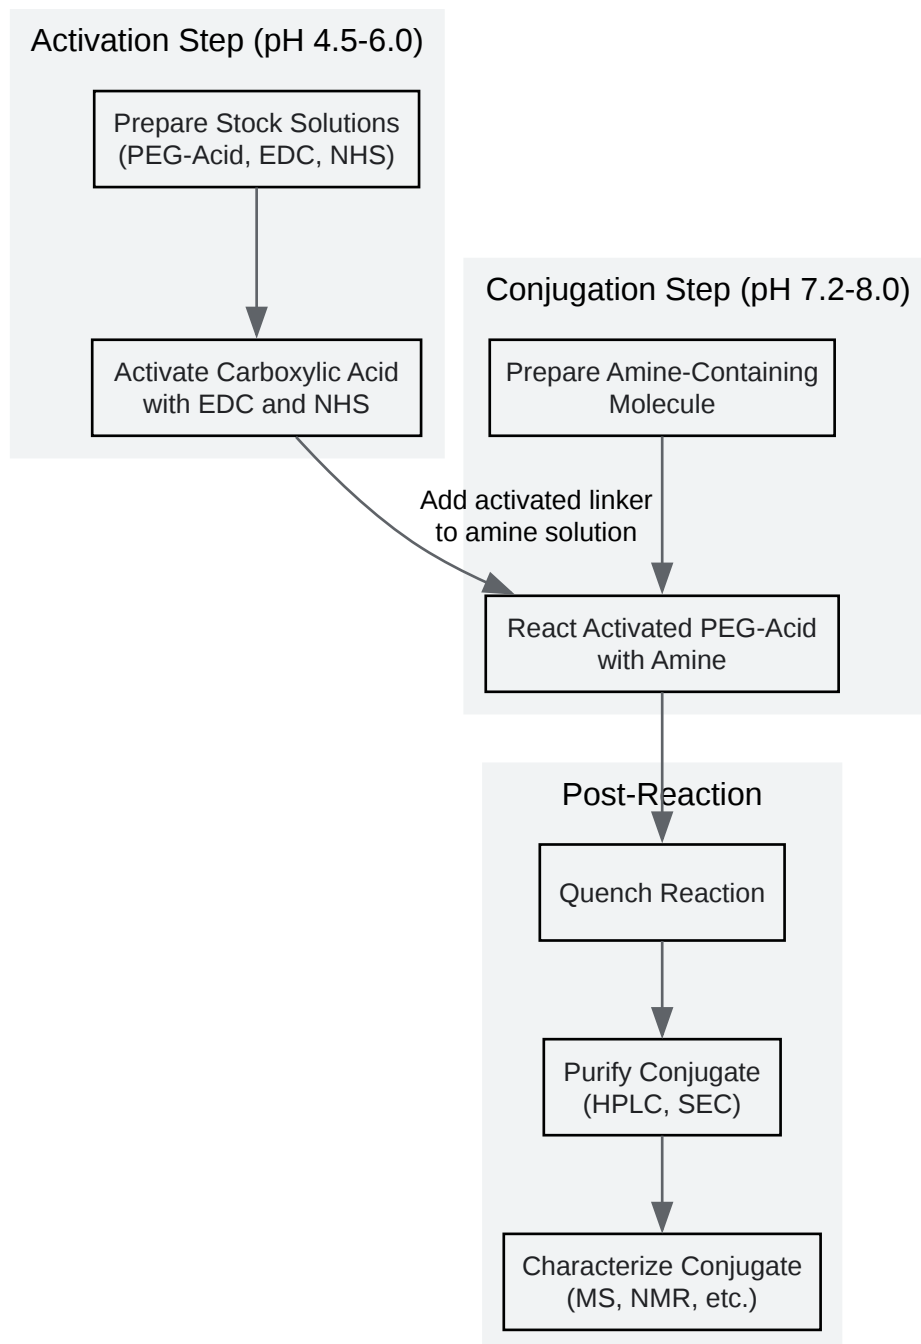 Activation Step (pH 4.5-6.0)
Prepare Stock Solutions
(PEG-Acid, EDC, NHS)
Activate Carboxylic Acid
with EDC and NHS
Conjugation Step (pH 7.2-8.0)
Prepare Amine-Containing
Molecule
Add activated linker
to amine solution
React Activated PEG-Acid
with Amine
Post-Reaction
Quench Reaction
Purify Conjugate
(HPLC, SEC)
Characterize Conjugate
(MS, NMR, etc.)